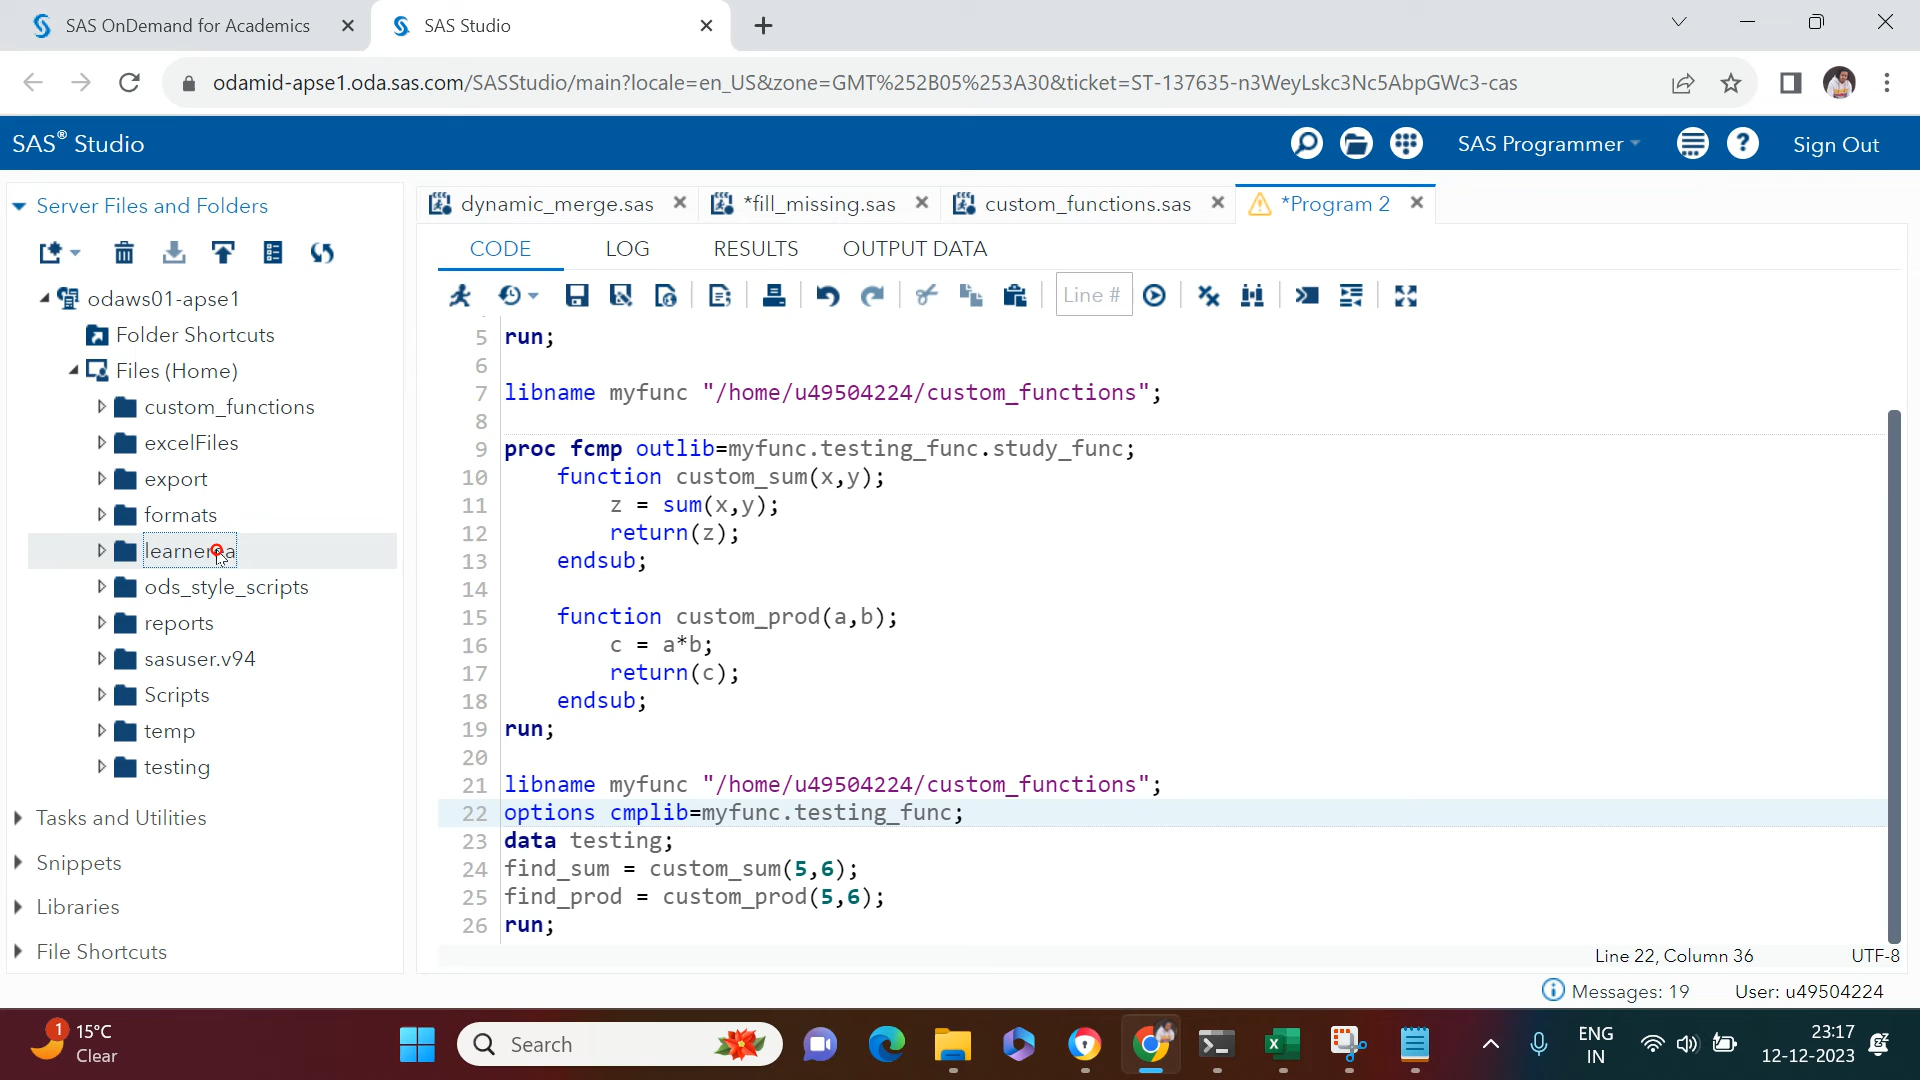 SAS OnDemand for Academics
SAS Studio
odamid-apse1.oda.sas.com/SASStudio/main?locale=en_US&zone=GMT%252B05%253A30&ticket=ST-137635-n3WeyLskc3Nc5AbpGWc3-cas
SAS® Studio
SAS Programmer
Sign Out
Server Files and Folders
odaws01-apse1
Folder Shortcuts
Files (Home)
custom_functions
excelFiles
export
formats
ods_style_scripts
reports
sasuser.v94
Scripts
temp
testing
Tasks and Utilities
Snippets
Libraries
File Shortcuts
dynamic_merge.sas
*fill_missing.sas
custom_functions.sas
*Program 2
CODE LOG RESULTS OUTPUT DATA
Line #
5 run;
6
7 libname myfunc "/home/u49504224/custom_functions";
8
9 proc fcmp outlib=myfunc.testing_func.study_func;
10 function custom_sum(x,y);
11 z = sum(x,y);
12 return(z);
13 endsub;
14
15 function custom_prod(a,b);
16 c = a*b;
17 return(c);
18 endsub;
19 run;
20
21 libname myfunc "/home/u49504224/custom_functions";
22 options cmplib=myfunc.testing_func;
23 data testing;
24 find_sum = custom_sum(5,6);
25 find_prod = custom_prod(5,6);
26 run;
Line 22, Column 36
UTF-8
Messages: 19
User: u49504224
1
15°C
Clear
Search
ENG
IN
23:17
12-12-2023